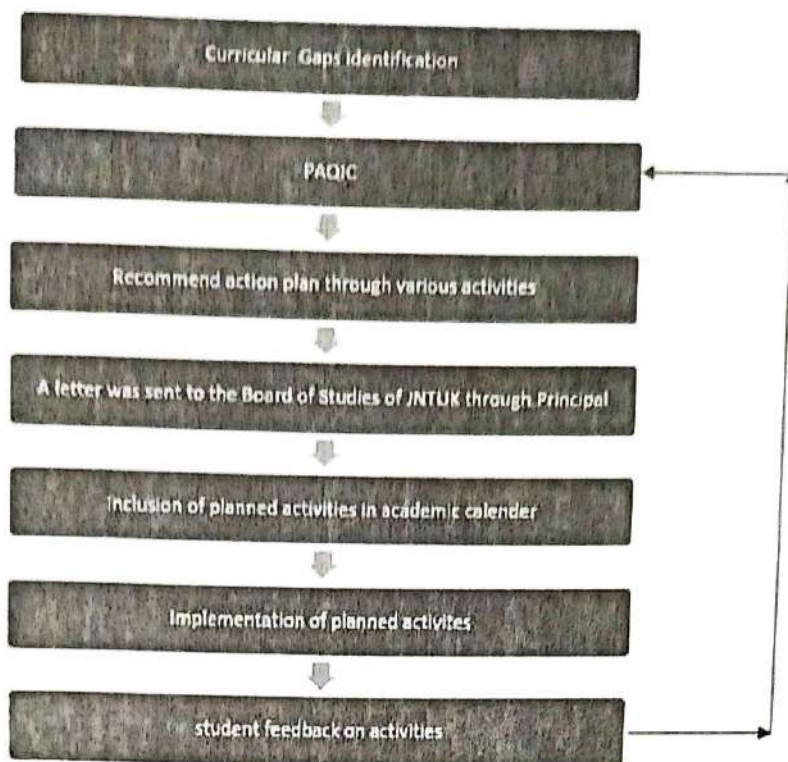 Curricular Gaps identification
PAQIC
Recommend action plan through various activities
A letter was sent to the Board of Studies of JNTUK through Principal
Inclusion of planned activities in academic calender
Implementation of planned activites
student feedback on activities